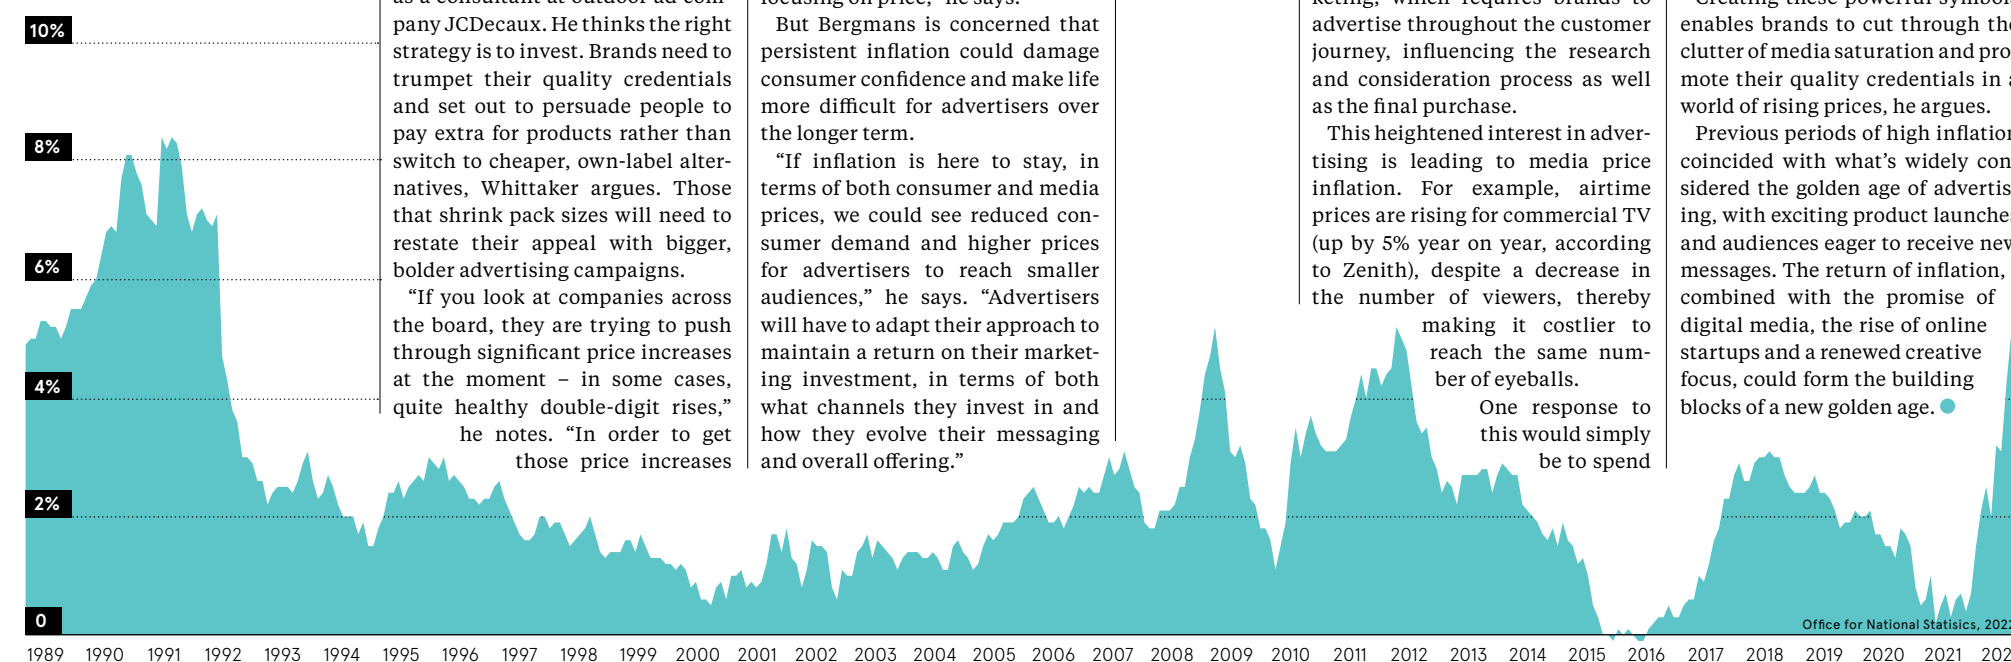 10%
8%
6%
4%
2%
0
pany JCDecaux. He thinks the right
strategy is to invest. Brands need to
trumpet their quality credentials
and set out to persuade people to
pay extra for products rather than
switch to cheaper, own-label alter-
natives, Whittaker argues. Those
that shrink pack sizes will need to
restate their appeal with bigger,
bolder advertising campaigns.
“If you look at companies across
the board, they are trying to push
through significant price increases
at the moment – in some cases,
quite healthy double-digit rises,”
he notes. “In order to get
those price increases
But Bergmans is concerned that
persistent inflation could damage
consumer confidence and make life
more difficult for advertisers over
the longer term.
“If inflation is here to stay, in
terms of both consumer and media
prices, we could see reduced con-
sumer demand and higher prices
for advertisers to reach smaller
audiences,” he says. “Advertisers
will have to adapt their approach to
maintain a return on their market-
ing investment, in terms of both
what channels they invest in and
how they evolve their messaging
and overall offering.”
advertise throughout the customer
journey, influencing the research
and consideration process as well
as the final purchase.
This heightened interest in adver-
tising is leading to media price
inflation. For example, airtime
prices are rising for commercial TV
(up by 5% year on year, according
to Zenith), despite a decrease in
the number of viewers, thereby
making it costlier to
reach the same num-
ber of eyeballs.
One response to
this would simply
be to spend
enables brands to cut through the
clutter of media saturation and pro
mote their quality credentials in a
world of rising prices, he argues.
Previous periods of high inflation
coincided with what’s widely con
sidered the golden age of advertis
ing, with exciting product launches
and audiences eager to receive new
messages. The return of inflation,
combined with the promise of
digital media, the rise of online
startups and a renewed creative
focus, could form the building
blocks of a new golden age.
Office for National Statisics, 2022
1989 1990 1991 1992 1993 1994 1995 1996 1997 1998 1999 2000 2001 2002 2003 2004 2005 2006 2007 2008 2009 2010 2011 2012 2013 2014 2015 2016 2017 2018 2019 2020 2021